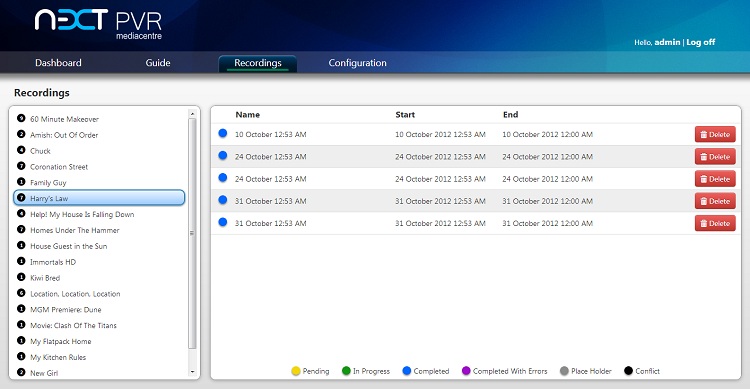 NEXT PVR
mediacentre
Hello, admin | Log off
Dashboard Guide Recordings Configuration
Recordings
9 60 Minute Makeover
2 Amish: Out Of Order
4 Chuck
7 Coronation Street
1 Family Guy
7 Harry's Law
4 Help! My House Is Falling Down
7 Homes Under The Hammer
1 House Guest in the Sun
1 Immortals HD
1 Kiwi Bred
6 Location, Location, Location
1 MGM Premiere: Dune
1 Movie: Clash Of The Titans
1 My Flatpack Home
1 My Kitchen Rules
2 New Girl
Name Start End
10 October 12:53 AM 10 October 2012 12:53 AM 10 October 2012 12:00 AM Delete
24 October 12:53 AM 24 October 2012 12:53 AM 24 October 2012 12:00 AM Delete
24 October 12:53 AM 24 October 2012 12:53 AM 24 October 2012 12:00 AM Delete
31 October 12:53 AM 31 October 2012 12:53 AM 31 October 2012 12:00 AM Delete
31 October 12:53 AM 31 October 2012 12:53 AM 31 October 2012 12:00 AM Delete
Pending In Progress Completed Completed With Errors Place Holder Conflict